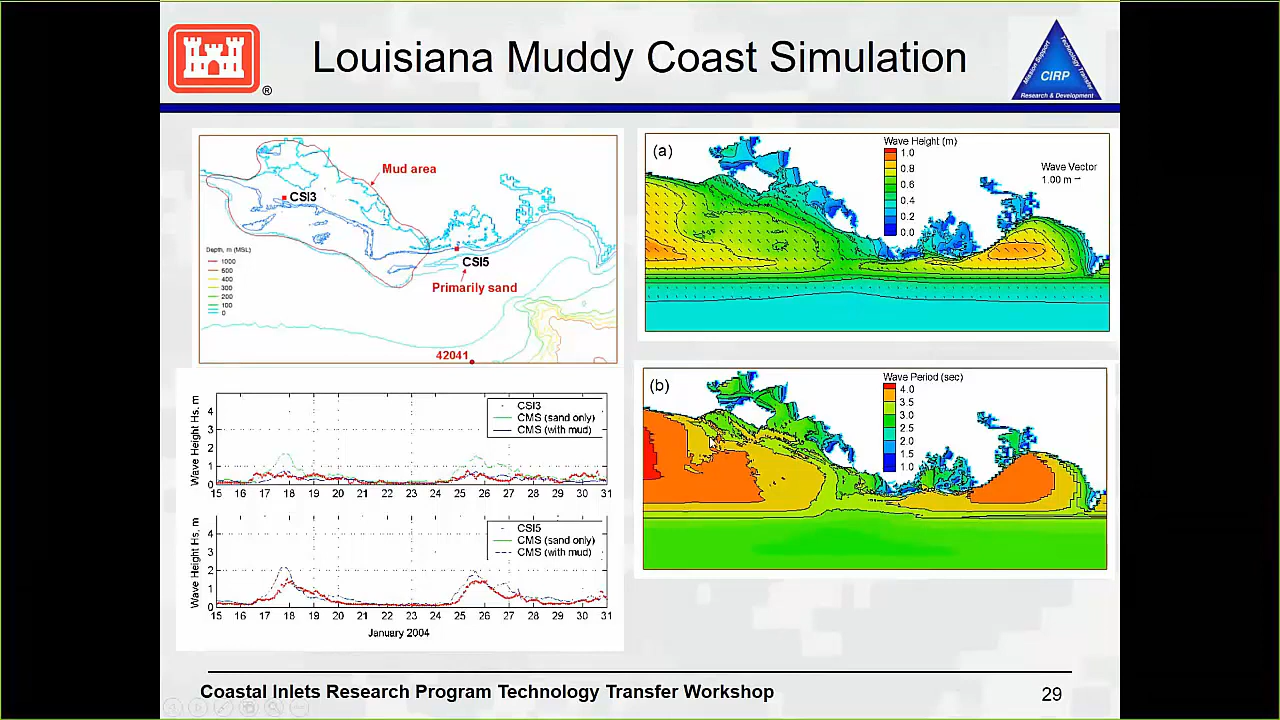 Louisiana Muddy Coast Simulation
®
Mission Support
Technology Transfer
CIRP
Research & Development
Mud area
CSI3
CSI5
Primarily sand
42041
Depth, m (MSL)
1000
600
400
300
200
100
0
(a)
Wave Height (m)
1.0
0.8
0.6
0.4
0.2
0.0
Wave Vector
1.00 m
(b)
Wave Period (sec)
4.0
3.5
3.0
2.5
2.0
1.5
1.0
Wave Height Hs, m
4
3
2
1
0
CSI3
CMS (sand only)
CMS (with mud)
15 16 17 18 19 20 21 22 23 24 25 26 27 28 29 30 31
Wave Height Hs, m
4
3
2
1
0
CSI5
CMS (sand only)
CMS (with mud)
15 16 17 18 19 20 21 22 23 24 25 26 27 28 29 30 31
January 2004
Coastal Inlets Research Program Technology Transfer Workshop
29